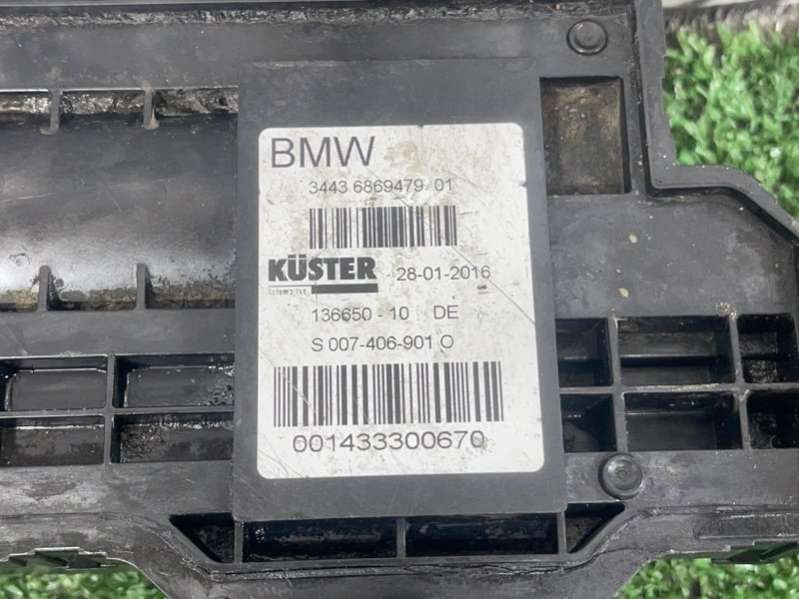 BMW
3443 6869479 01
KÜSTER 28-01-2016
136650 - 10 DE
S 007-406-901 O
001433300670